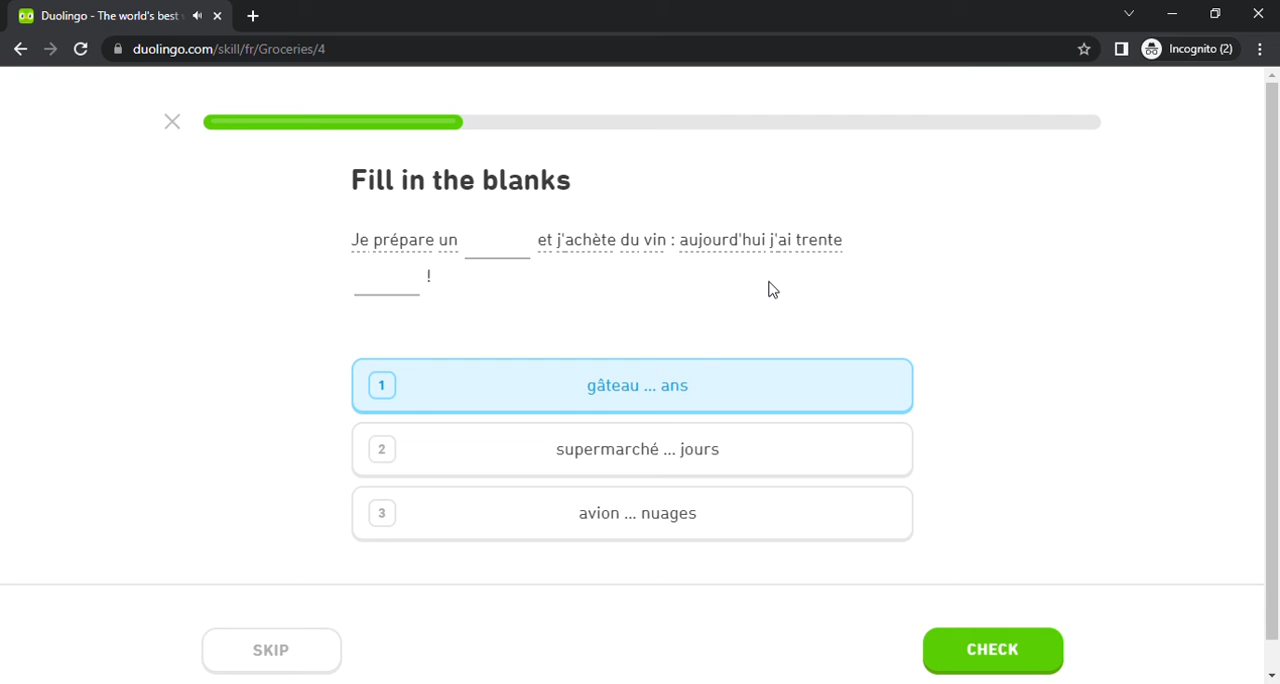 Duolingo - The world's best
duolingo.com/skill/fr/Groceries/4
Incognito (2)
Fill in the blanks
Je prépare un ________ et j'achète du vin : aujourd'hui j'ai trente
________ !
1 gâteau ... ans
2 supermarché ... jours
3 avion ... nuages
SKIP
CHECK